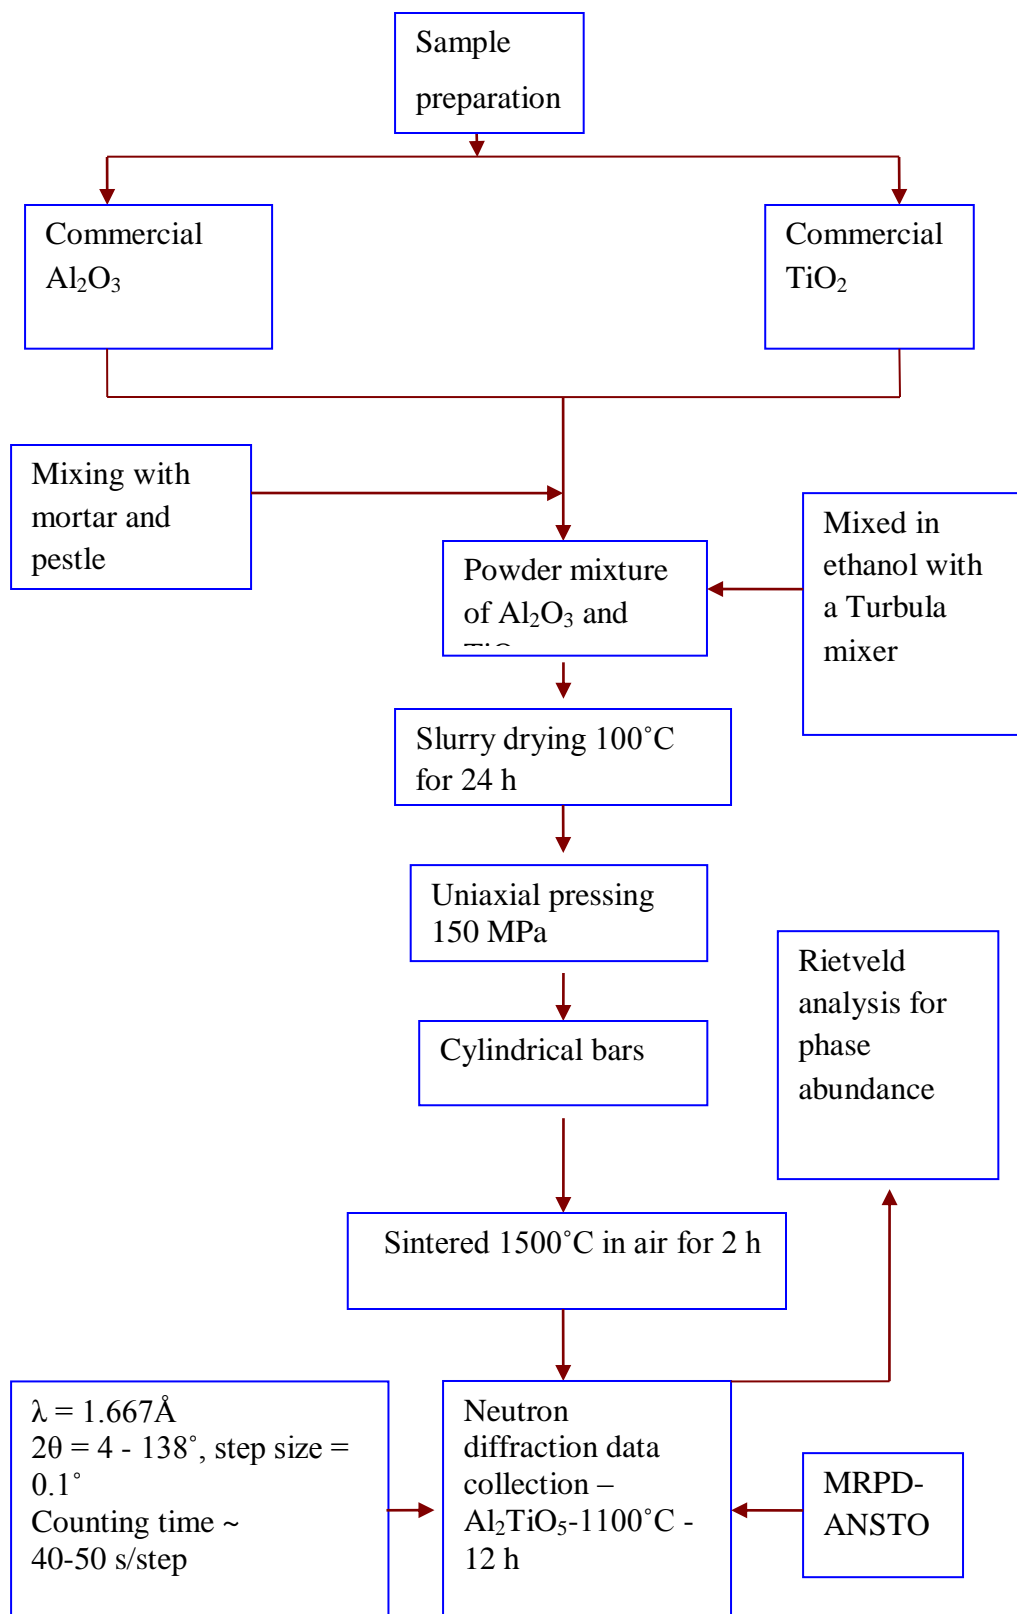 Sample
preparation
Commercial
Al₂O₃
Commercial
TiO₂
Mixing with
mortar and
pestle
Mixed in
ethanol with
a Turbula
mixer
Powder mixture
of Al₂O₃ and
Slurry drying 100˚C
for 24 h
Uniaxial pressing
150 MPa
Cylindrical bars
Rietveld
analysis for
phase
abundance
Sintered 1500˚C in air for 2 h
λ = 1.667Å
2θ = 4 - 138˚, step size =
0.1˚
Counting time ~
40-50 s/step
Neutron
diffraction data
collection –
Al₂TiO₅-1100˚C -
12 h
MRPD-
ANSTO